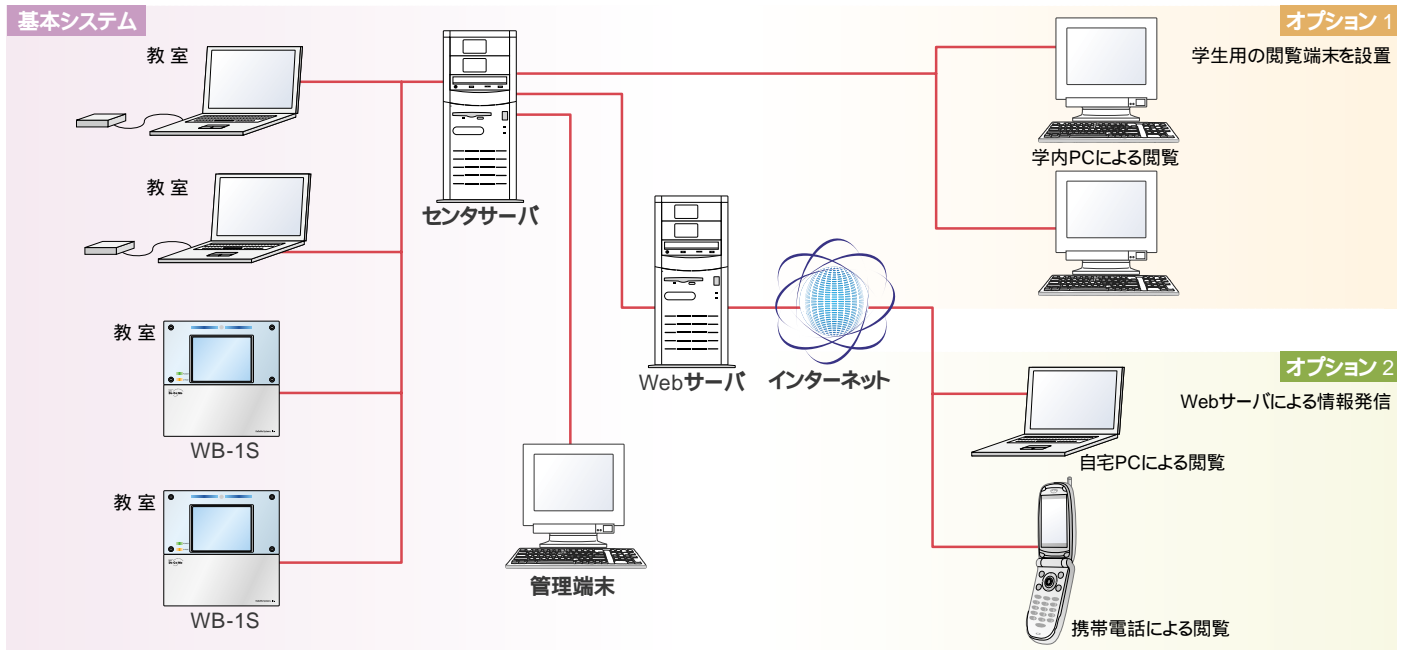 基本システム
教 室
教 室
教 室
WB-1S
教 室
WB-1S
センタサーバ
Webサーバ
インターネット
管理端末
オプション 1
学生用の閲覧端末を設置
学内PCによる閲覧
オプション 2
Webサーバによる情報発信
自宅PCによる閲覧
携帯電話による閲覧